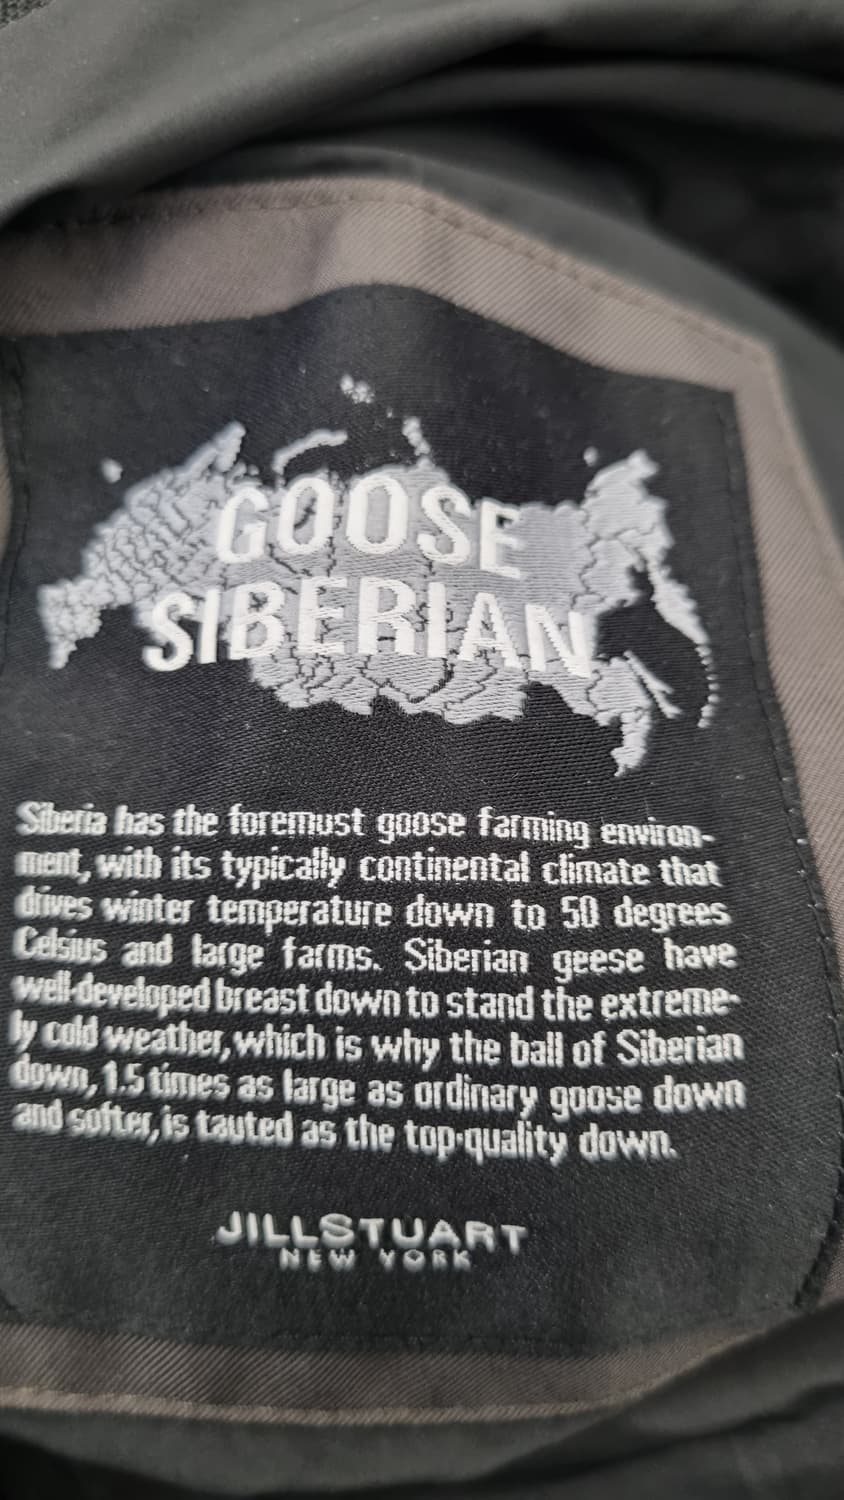 GOOSE
SIBERIAN
Siberia has the foremust goose farming environ-
ment, with its typically continental climate that
drives winter temperature down to 50 degrees
Celsius and large farms. Siberian geese have
well-developed breast down to stand the extreme-
ly cold weather, which is why the ball of Siberian
down, 1.5 times as large as ordinary goose down
and softer, is tauted as the top-quality down.
JILLSTUART
NEW YORK